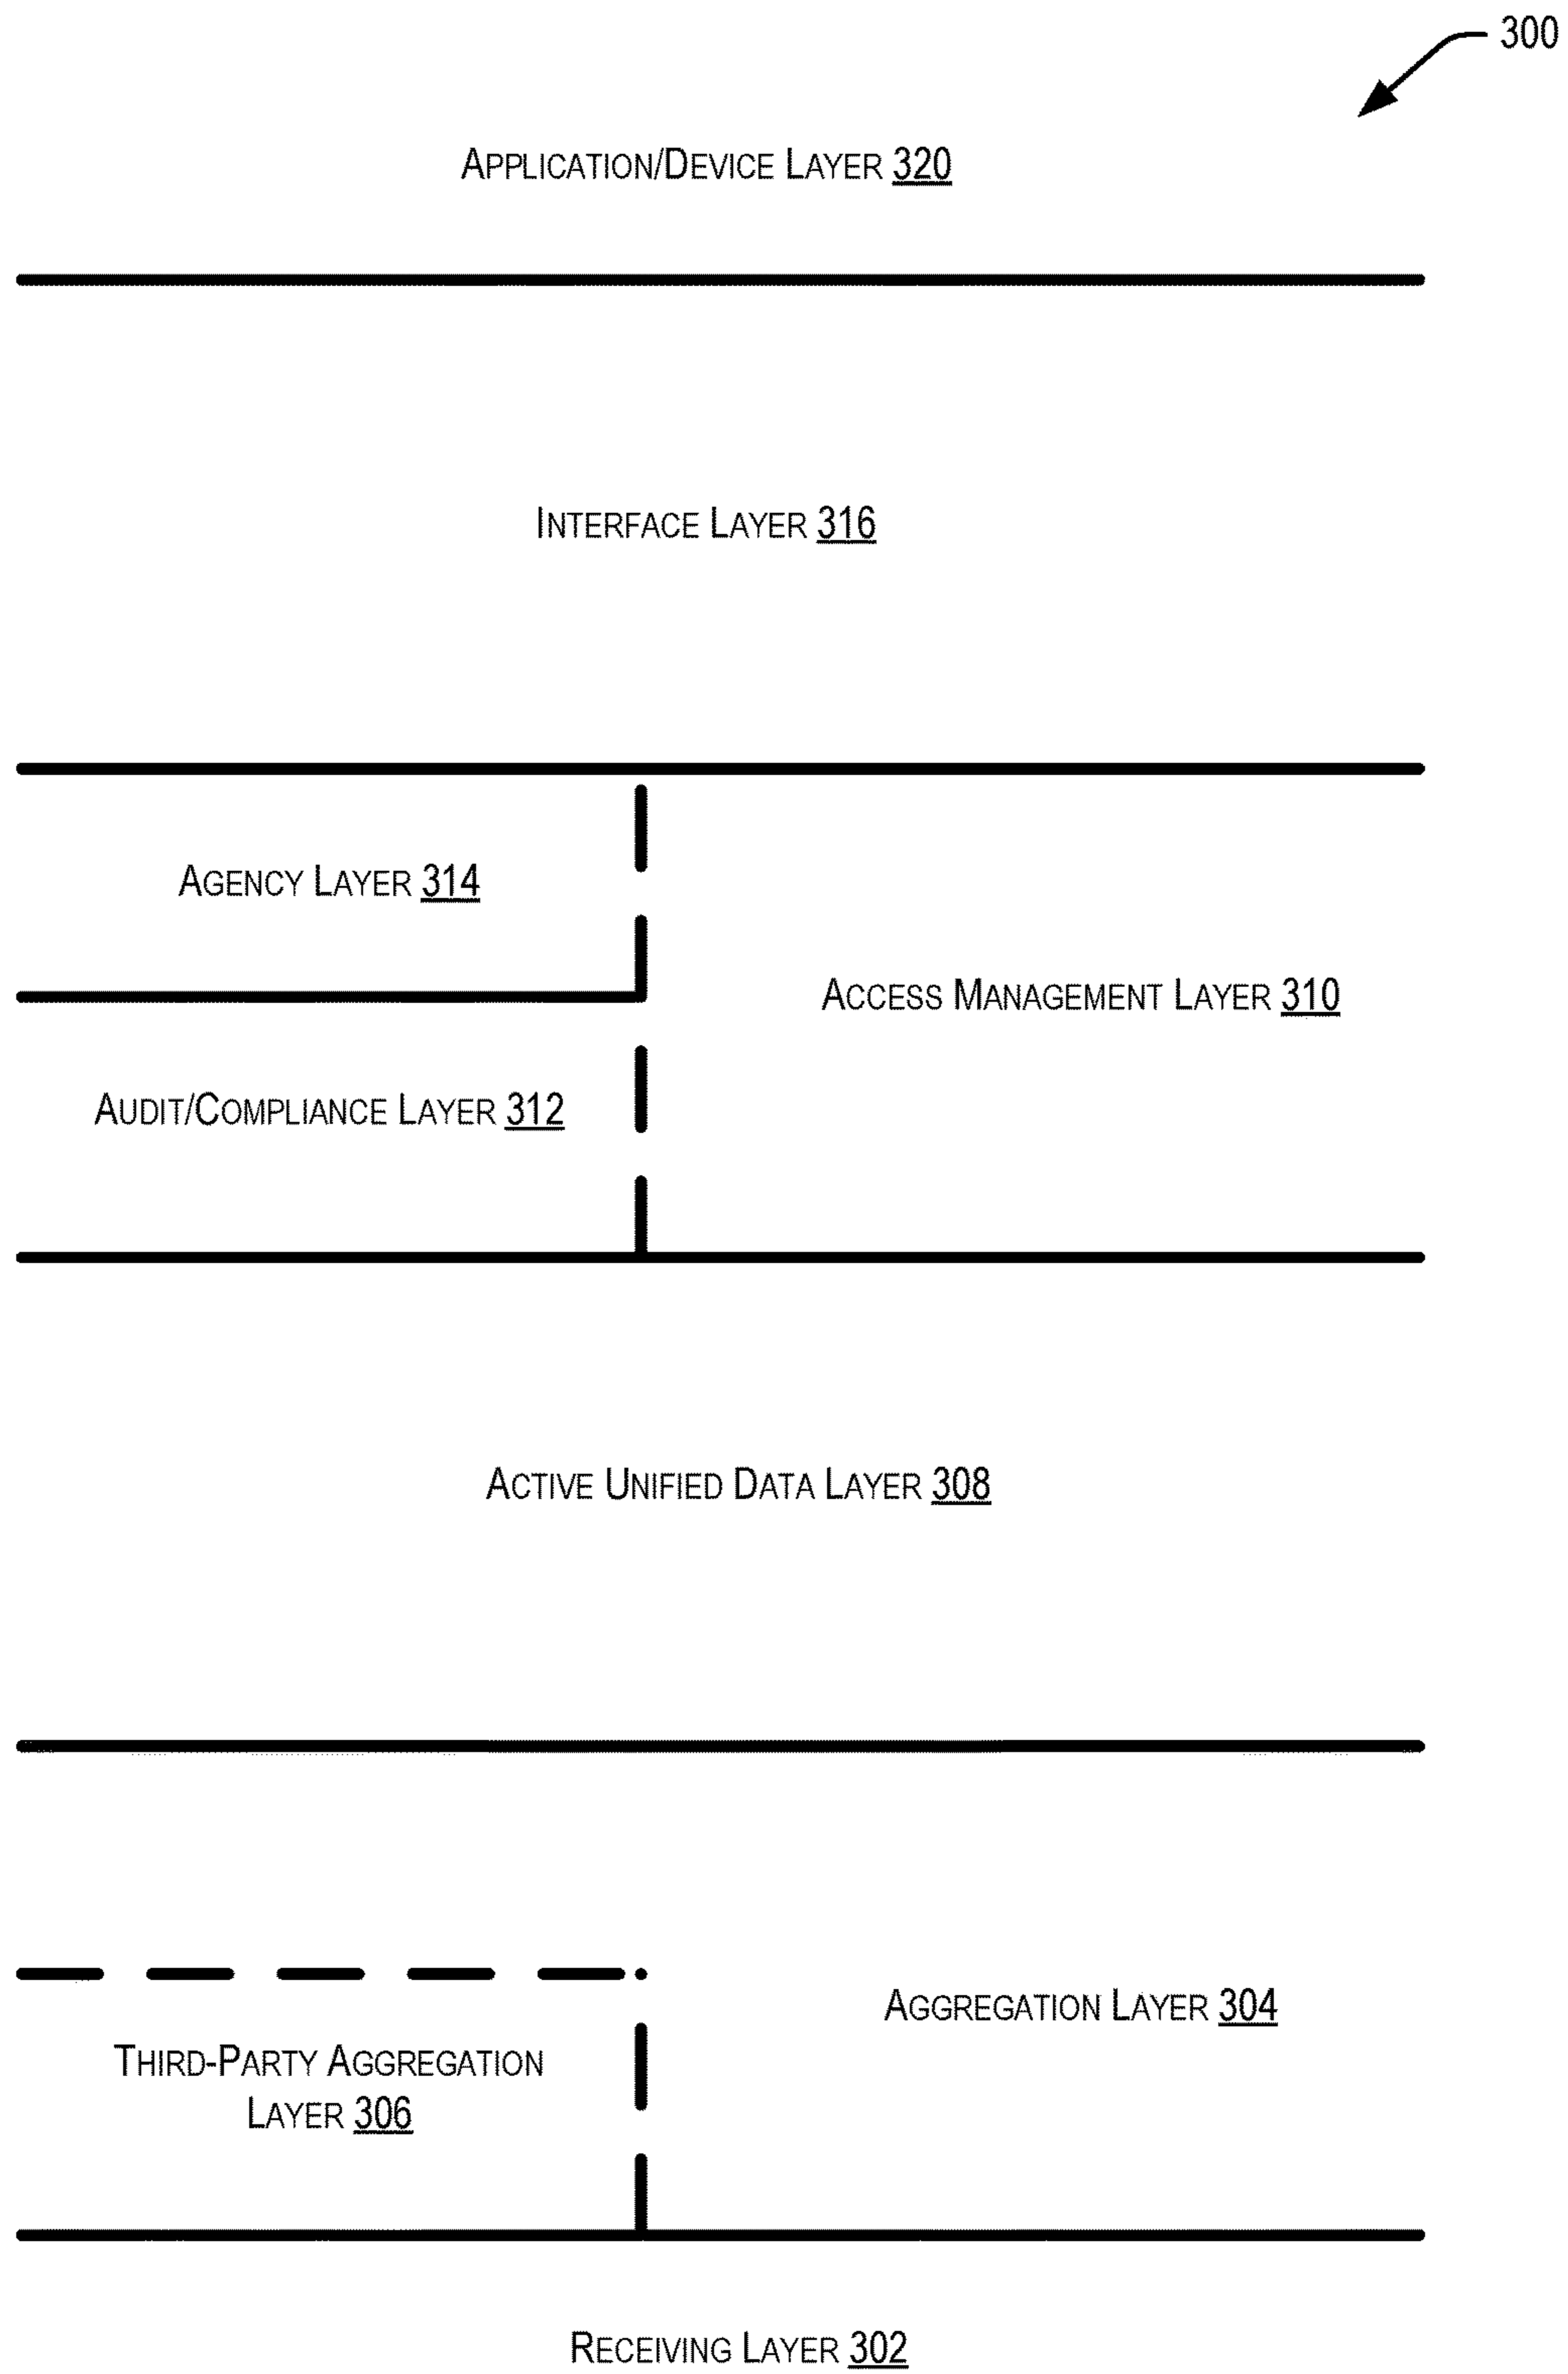 300
APPLICATION/DEVICE LAYER 320
INTERFACE LAYER 316
AGENCY LAYER 314
ACCESS MANAGEMENT LAYER 310
AUDIT/COMPLIANCE LAYER 312
ACTIVE UNIFIED DATA LAYER 308
AGGREGATION LAYER 304
THIRD-PARTY AGGREGATION
LAYER 306
RECEIVING LAYER 302